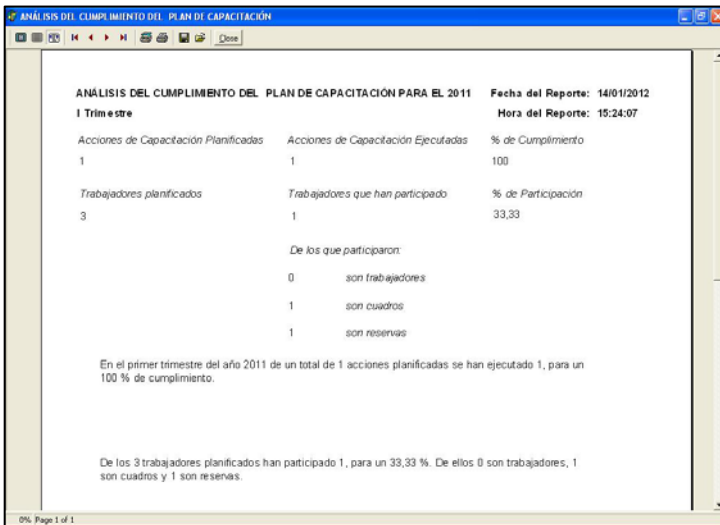 ANÁLISIS DEL CUMPLIMIENTO DEL PLAN DE CAPACITACIÓN
Close
ANÁLISIS DEL CUMPLIMIENTO DEL PLAN DE CAPACITACIÓN PARA EL 2011 Fecha del Reporte: 14/01/2012
I Trimestre Hora del Reporte: 15:24:07
Acciones de Capacitación Planificadas Acciones de Capacitación Ejecutadas % de Cumplimiento
1 1 100
Trabajadores planificados Trabajadores que han participado % de Participación
3 1 33,33
De los que participaron:
0 son trabajadores
1 son cuadros
1 son reservas
En el primer trimestre del año 2011 de un total de 1 acciones planificadas se han ejecutado 1, para un
100 % de cumplimiento.
De los 3 trabajadores planificados han participado 1, para un 33,33 %. De ellos 0 son trabajadores, 1
son cuadros y 1 son reservas.
0% Page 1 of 1